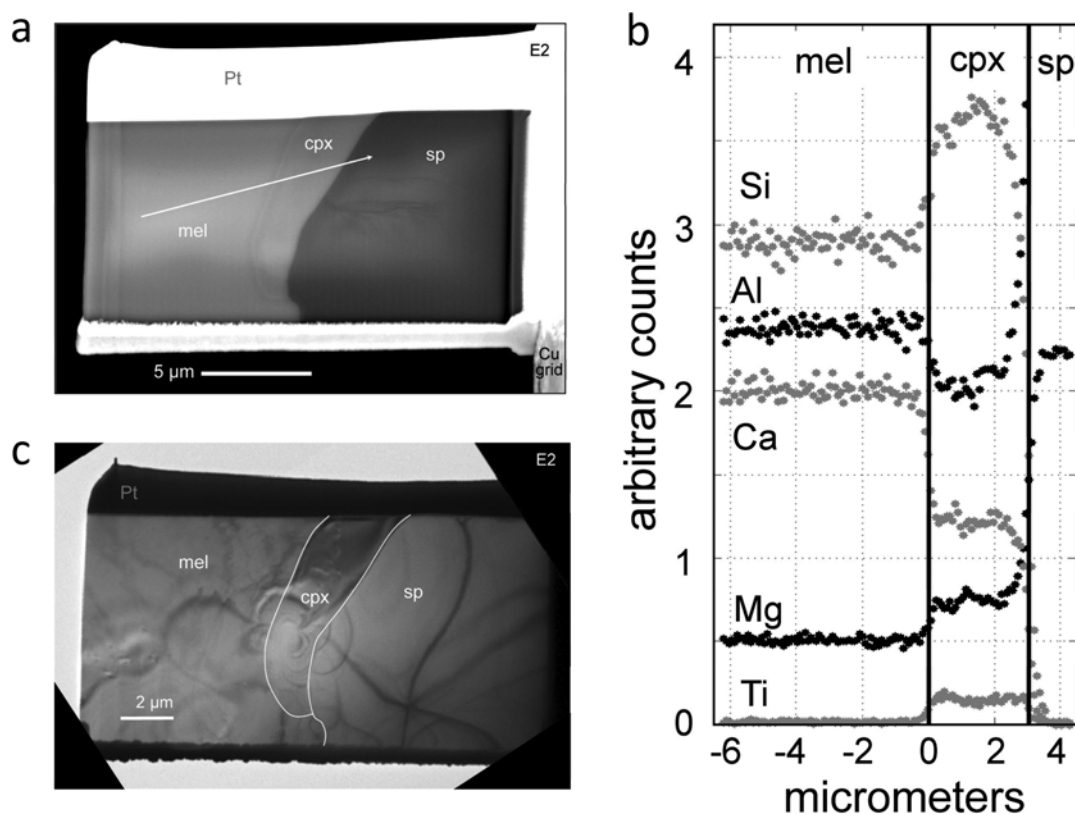 a
E2
Pt
cpx
sp
mel
5 µm
Cu
grid
b
mel
cpx
sp
4
3
2
1
0
arbitrary counts
Si
Al
Ca
Mg
Ti
-6
-4
-2
0
2
4
micrometers
c
E2
Pt
mel
cpx
sp
2 µm